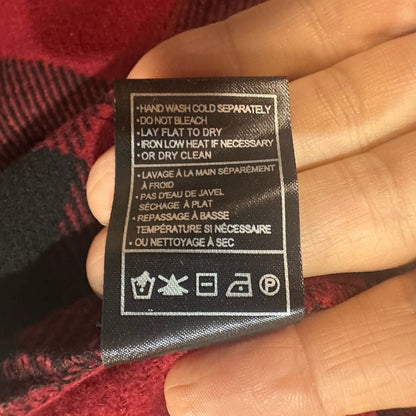 •HAND WASH COLD SEPARATELY
•DO NOT BLEACH
•LAY FLAT TO DRY
•IRON LOW HEAT IF NECESSARY
•OR DRY CLEAN
•LAVAGE À LA MAIN SÉPARÉMENT
À FROID
•PAS D'EAU DE JAVEL
SÉCHAGE À PLAT
•REPASSAGE À BASSE
TEMPÉRATURE SI NÉCESSAIRE
•OU NETTOYAGE À SEC
P